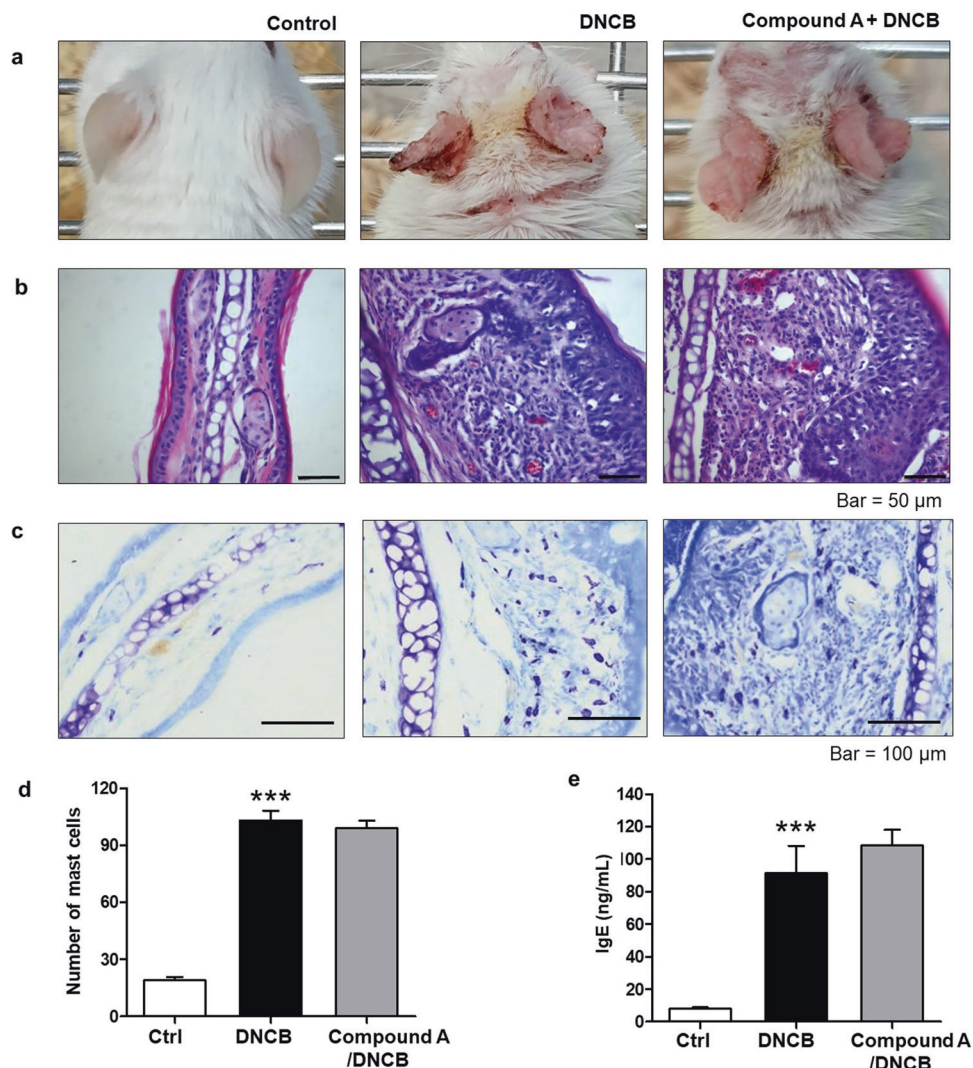 Control
DNCB
Compound A + DNCB
a
b
Bar = 50 µm
c
Bar = 100 µm
d
***
120
90
60
30
0
Number of mast cells
Ctrl
DNCB
Compound A
/DNCB
e
***
140
120
100
80
60
40
20
0
IgE (ng/mL)
Ctrl
DNCB
Compound A
/DNCB